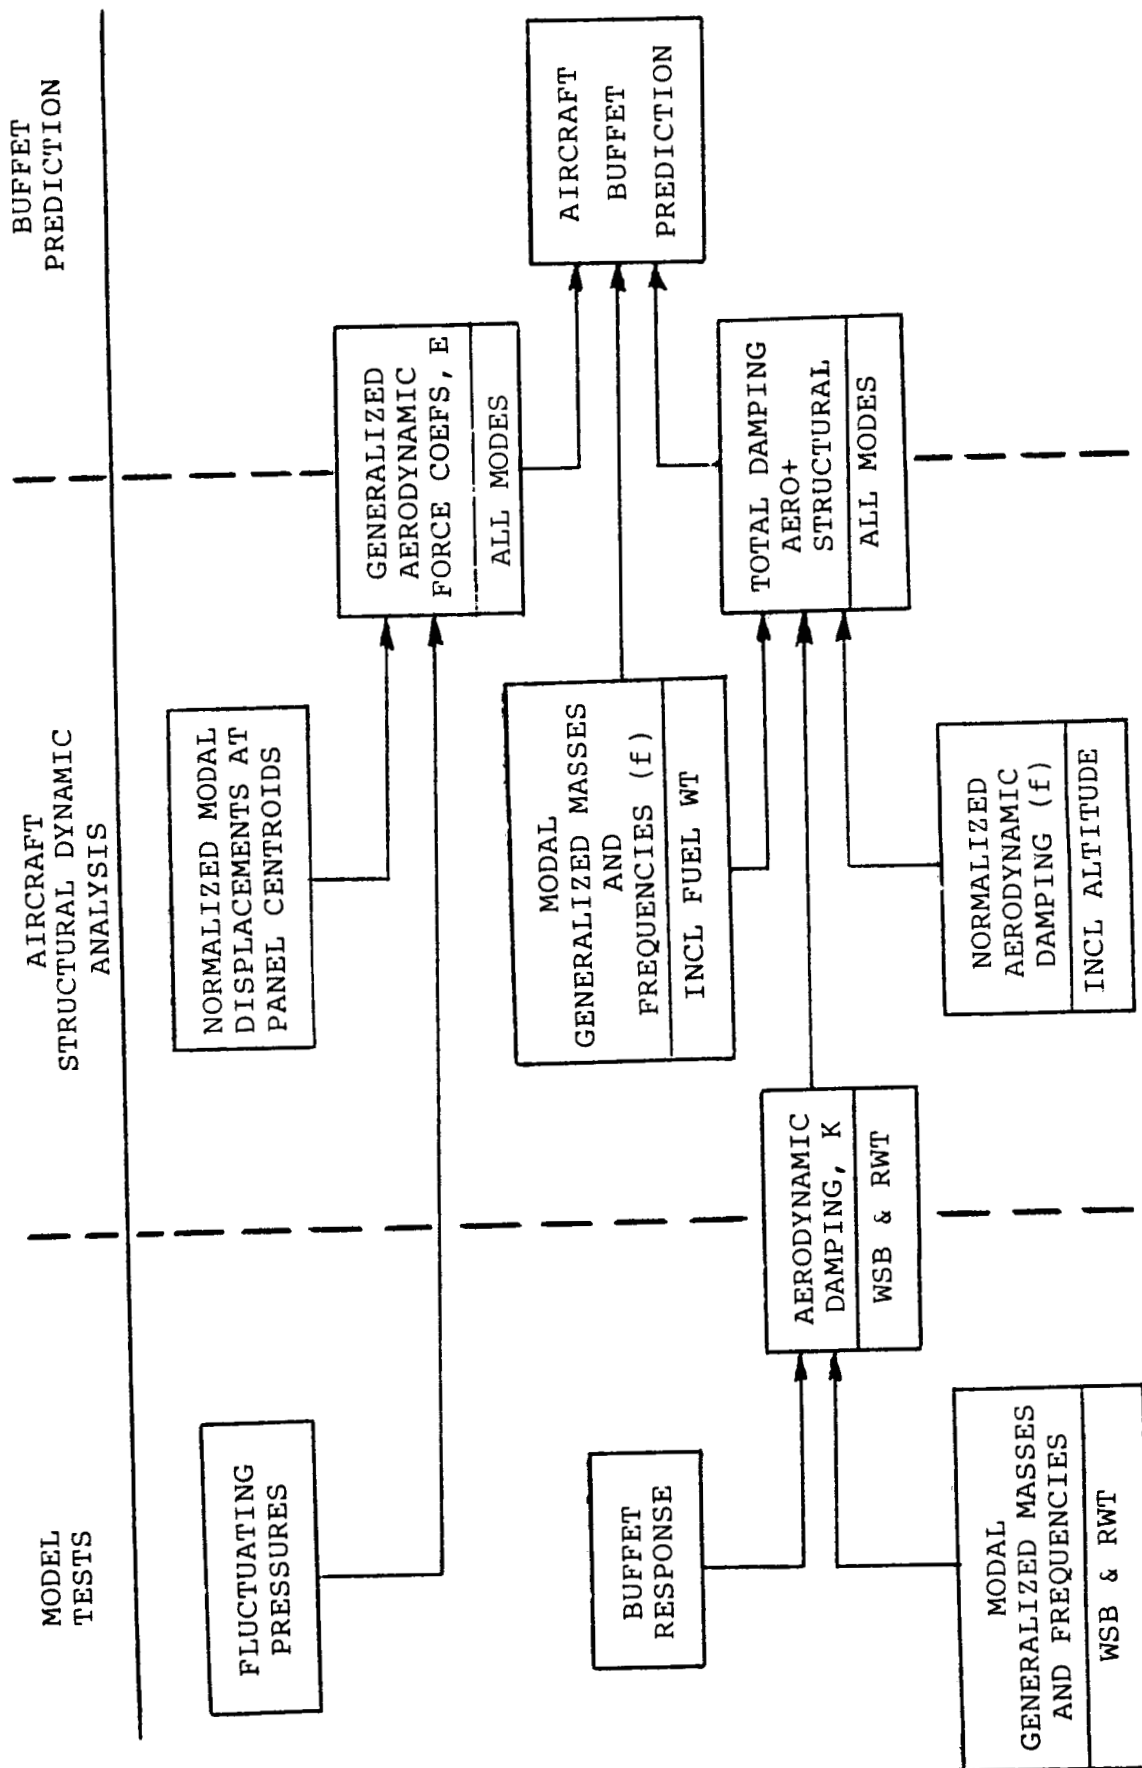 MODEL
TESTS
AIRCRAFT
STRUCTURAL DYNAMIC
ANALYSIS
BUFFET
PREDICTION
FLUCTUATING
PRESSURES
NORMALIZED MODAL
DISPLACEMENTS AT
PANEL CENTROIDS
GENERALIZED
AERODYNAMIC
FORCE COEFS, E
ALL MODES
BUFFET
RESPONSE
MODAL
GENERALIZED MASSES
AND
FREQUENCIES (f)
INCL FUEL WT
AIRCRAFT
BUFFET
PREDICTION
AERODYNAMIC
DAMPING, K
WSB & RWT
TOTAL DAMPING
AERO+
STRUCTURAL
ALL MODES
MODAL
GENERALIZED MASSES
AND FREQUENCIES
WSB & RWT
NORMALIZED
AERODYNAMIC
DAMPING (f)
INCL ALTITUDE